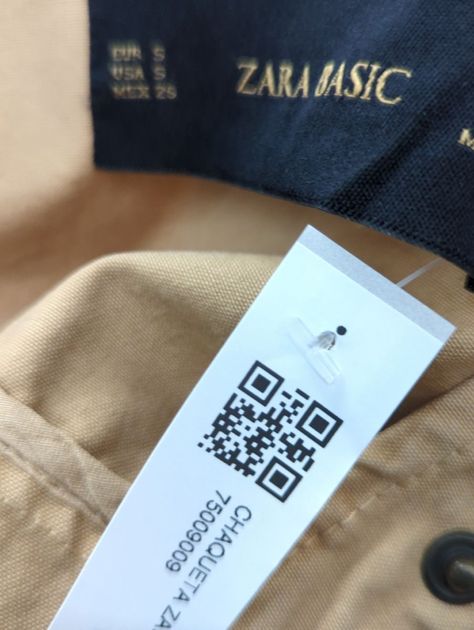 EUR S
USA S
MEX 26
ZARA BASIC
M
CHAQUETA ZA
75009009